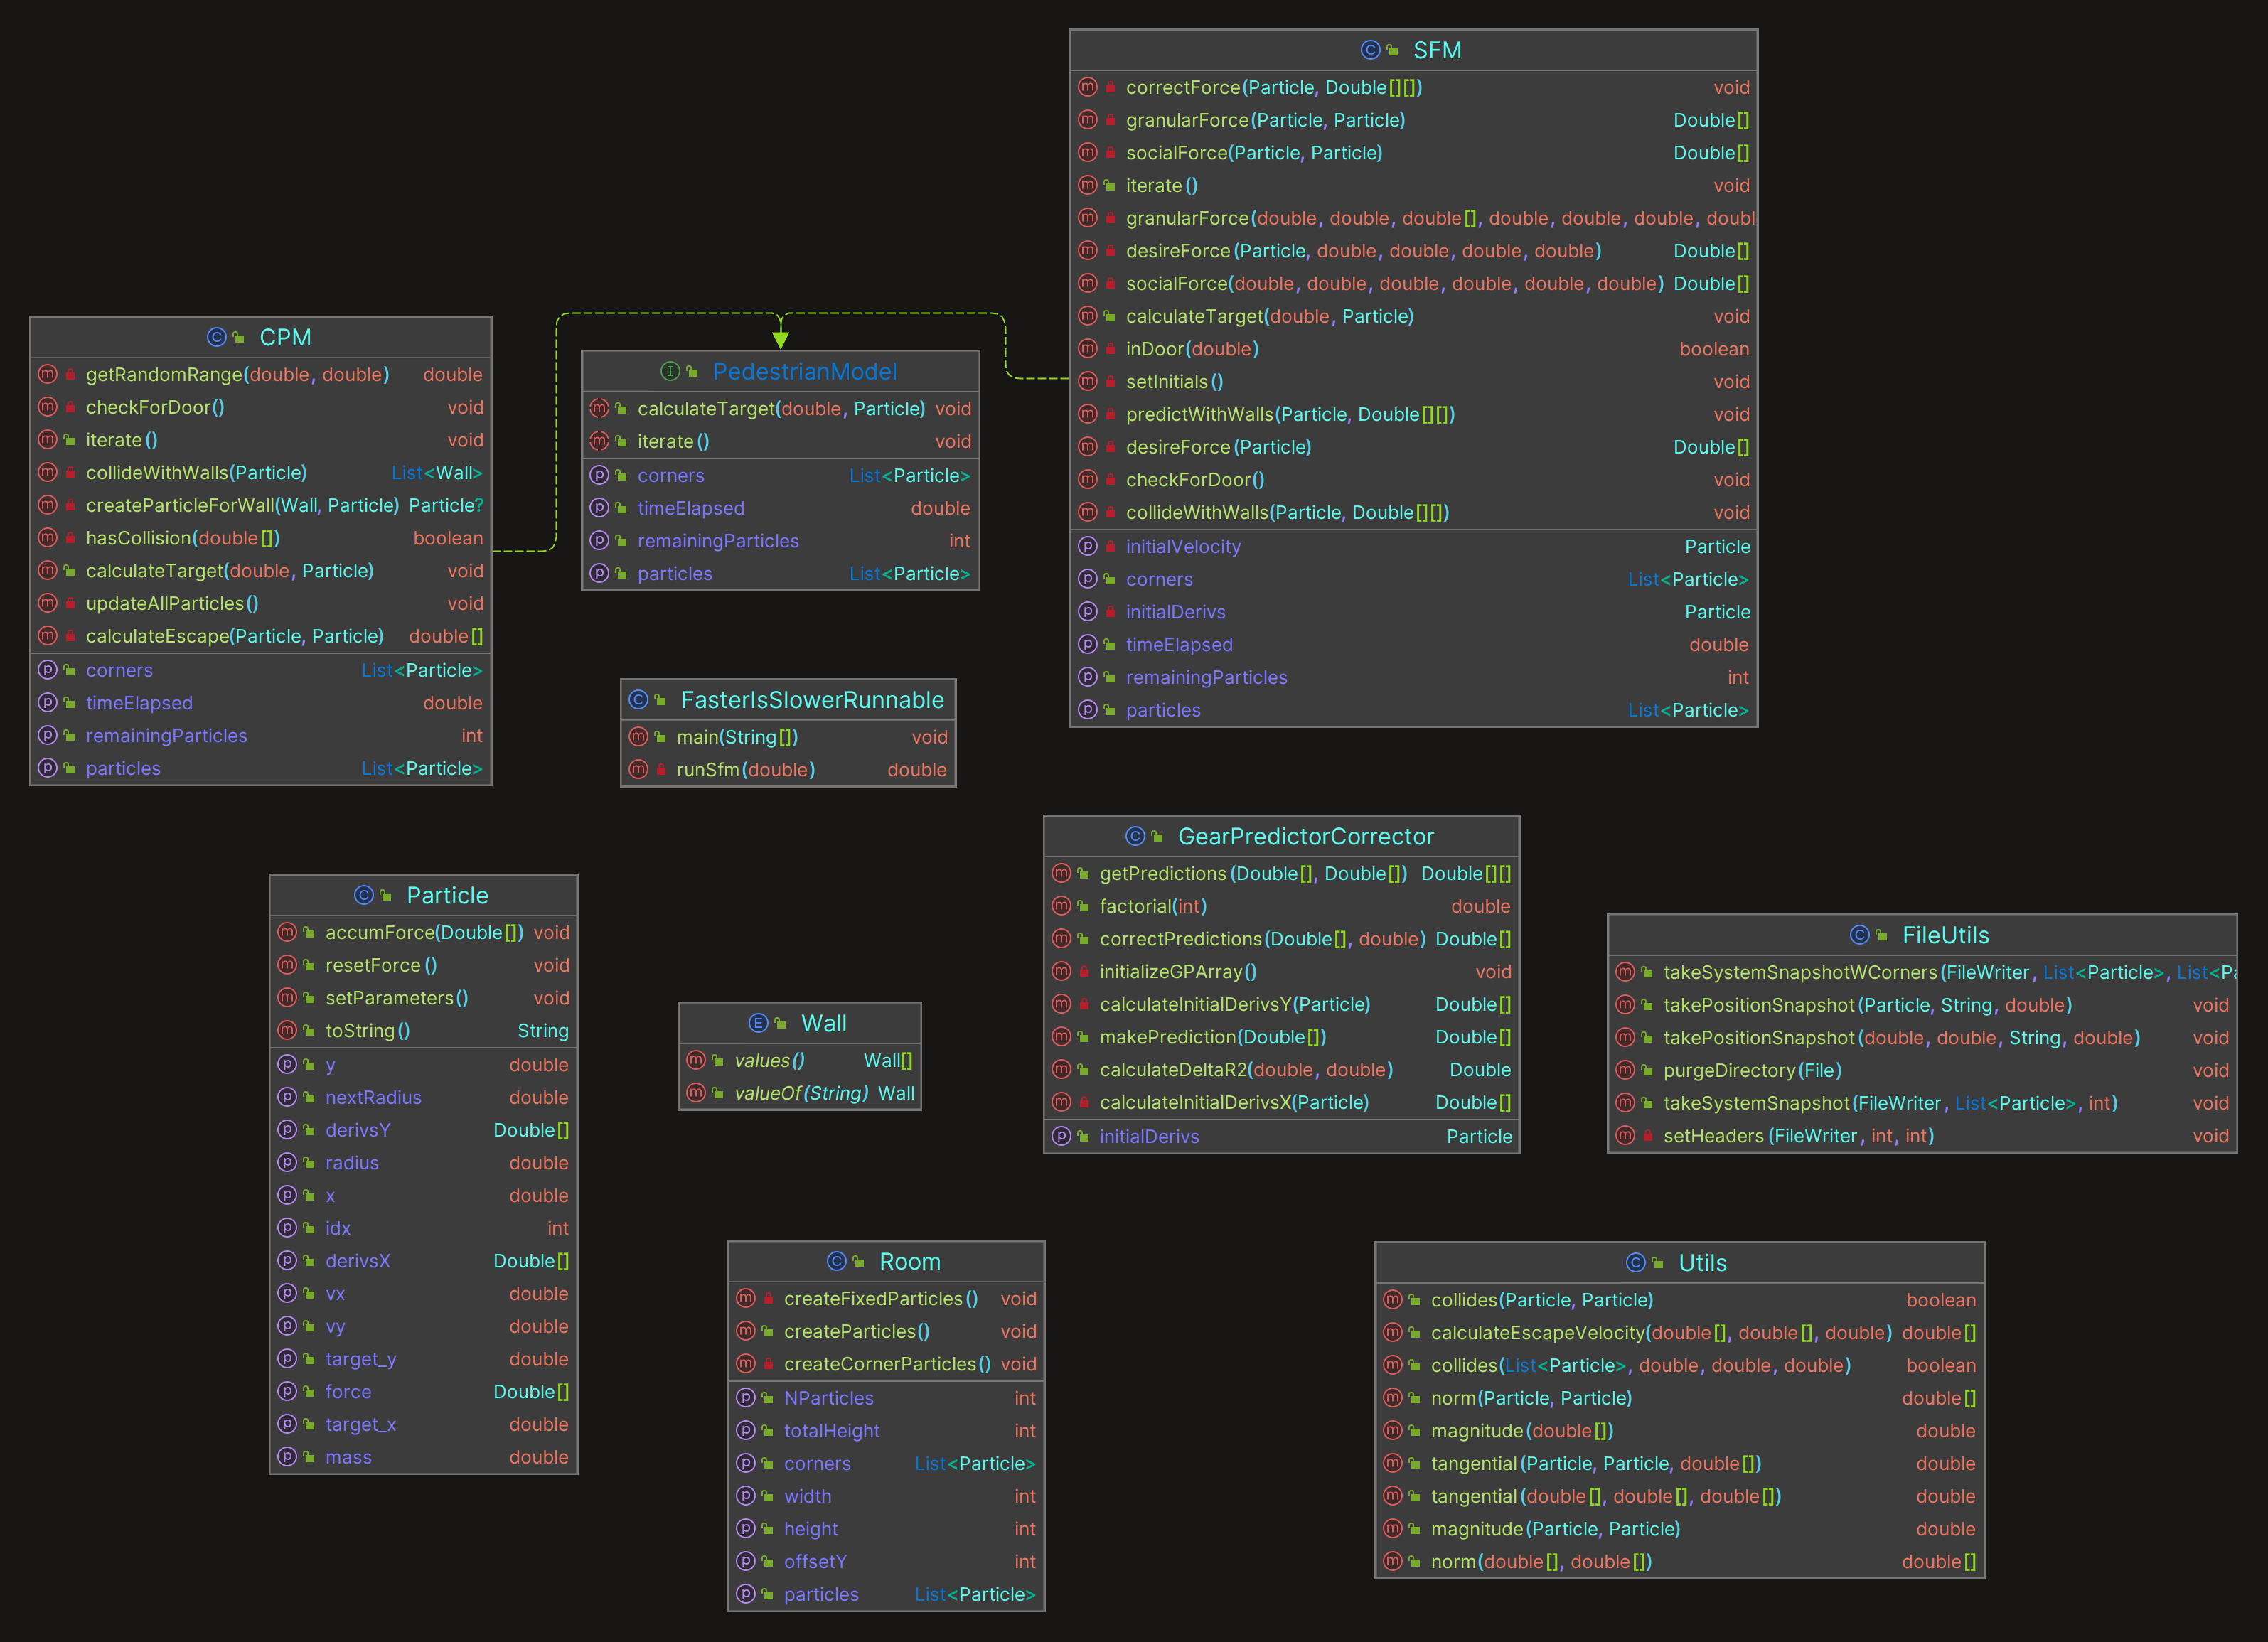 SFM
correctForce(Particle, Double[][]) void
granularForce(Particle, Particle) Double[]
socialForce(Particle, Particle) Double[]
iterate() void
granularForce(double, double, double[], double, double, double, doubl
desireForce(Particle, double, double, double, double) Double[]
socialForce(double, double, double, double, double, double) Double[]
calculateTarget(double, Particle) void
inDoor(double) boolean
setInitials() void
predictWithWalls(Particle, Double[][]) void
desireForce(Particle) Double[]
checkForDoor() void
collideWithWalls(Particle, Double[][]) void
initialVelocity Particle
corners List<Particle>
initialDerivs Particle
timeElapsed double
remainingParticles int
particles List<Particle>
CPM
getRandomRange(double, double) double
checkForDoor() void
iterate() void
collideWithWalls(Particle) List<Wall>
createParticleForWall(Wall, Particle) Particle?
hasCollision(double[]) boolean
calculateTarget(double, Particle) void
updateAllParticles() void
calculateEscape(Particle, Particle) double[]
corners List<Particle>
timeElapsed double
remainingParticles int
particles List<Particle>
PedestrianModel
calculateTarget(double, Particle) void
iterate() void
corners List<Particle>
timeElapsed double
remainingParticles int
particles List<Particle>
FasterIsSlowerRunnable
main(String[]) void
runSfm(double) double
GearPredictorCorrector
getPredictions(Double[], Double[]) Double[][]
factorial(int) double
correctPredictions(Double[], double) Double[]
initializeGPArray() void
calculateInitialDerivsY(Particle) Double[]
makePrediction(Double[]) Double[]
calculateDeltaR2(double, double) Double
calculateInitialDerivsX(Particle) Double[]
initialDerivs Particle
Particle
accumForce(Double[]) void
resetForce() void
setParameters() void
toString() String
y double
nextRadius double
derivsY Double[]
radius double
x double
idx int
derivsX Double[]
vx double
vy double
target_y double
force Double[]
target_x double
mass double
FileUtils
takeSystemSnapshotWCorners(FileWriter, List<Particle>, List<Pa
takePositionSnapshot(Particle, String, double) void
takePositionSnapshot(double, double, String, double) void
purgeDirectory(File) void
takeSystemSnapshot(FileWriter, List<Particle>, int) void
setHeaders(FileWriter, int, int) void
Wall
values() Wall[]
valueOf(String) Wall
Room
createFixedParticles() void
createParticles() void
createCornerParticles() void
NParticles int
totalHeight int
corners List<Particle>
width int
height int
offsetY int
particles List<Particle>
Utils
collides(Particle, Particle) boolean
calculateEscapeVelocity(double[], double[], double) double[]
collides(List<Particle>, double, double, double) boolean
norm(Particle, Particle) double[]
magnitude(double[]) double
tangential(Particle, Particle, double[]) double
tangential(double[], double[], double[]) double
magnitude(Particle, Particle) double
norm(double[], double[]) double[]